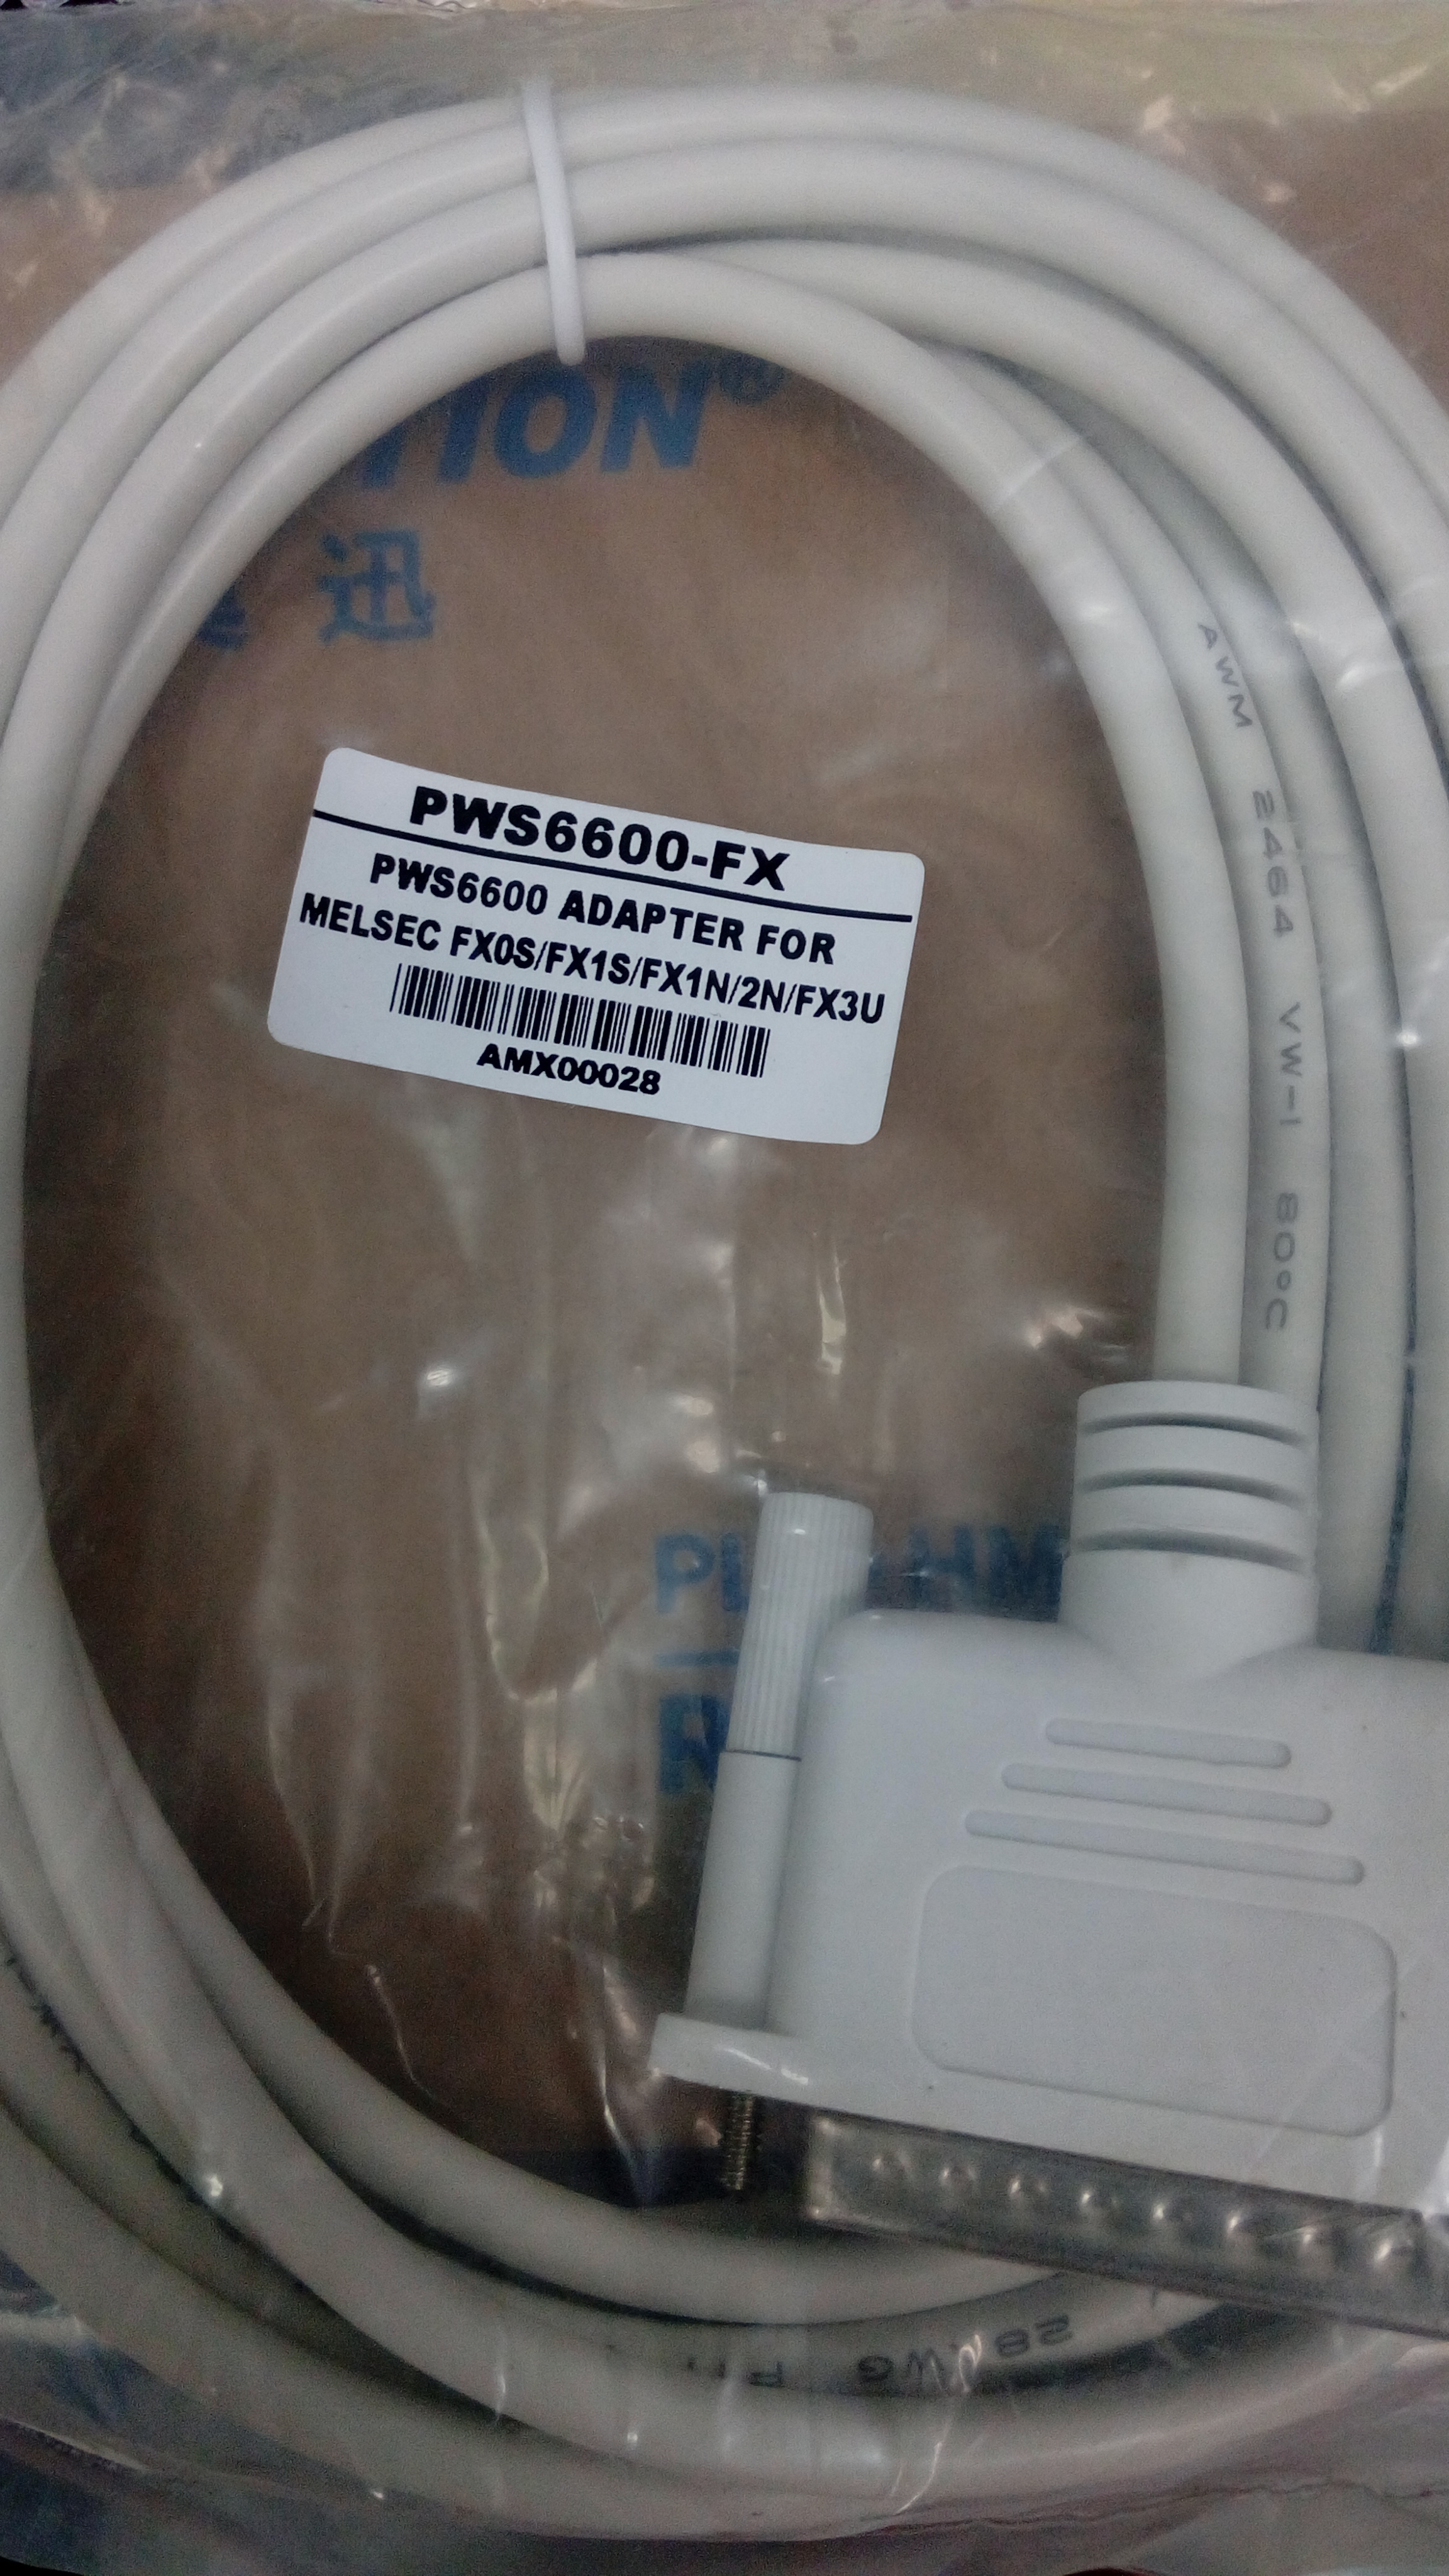 TION®
迅
PWS6600-FX
PWS6600 ADAPTER FOR
MELSEC FX0S/FX1S/FX1N/2N/FX3U
AMX00028
AWM 2464 VW-1 80°C
HM
28AWG